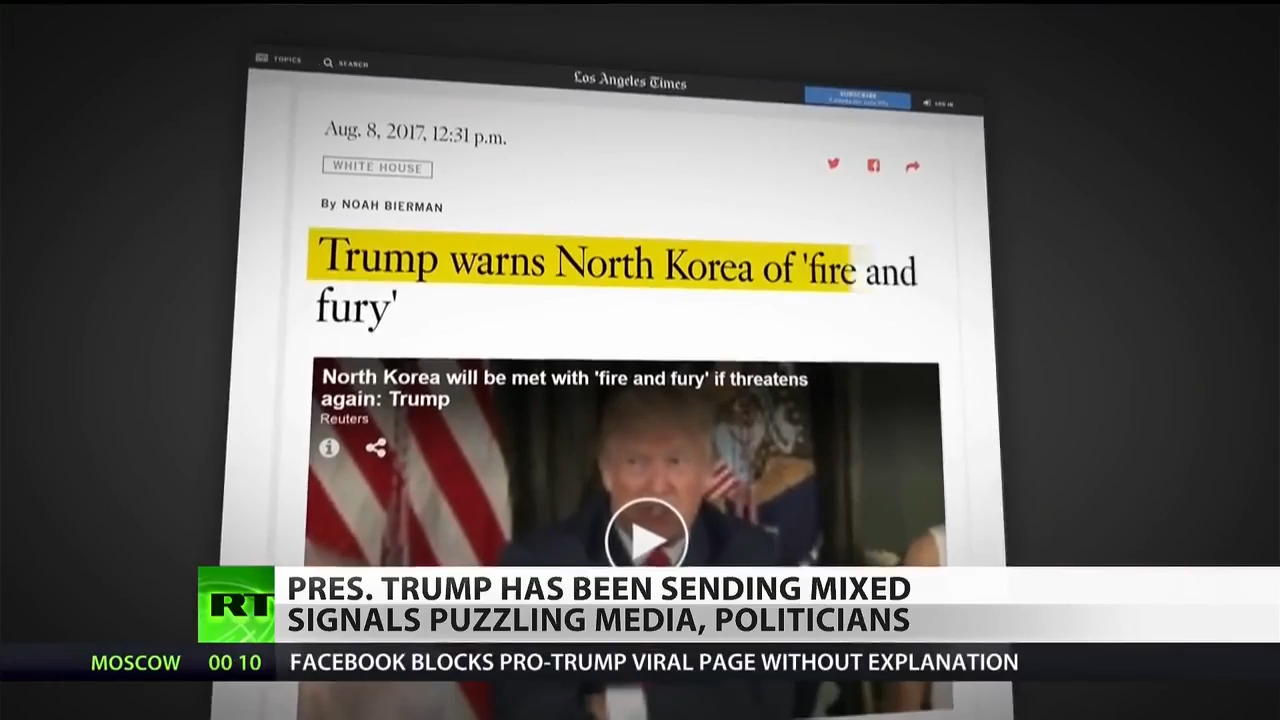 TOPICS
SEARCH
Los Angeles Times
SUBSCRIBE
LOG IN
Aug. 8, 2017, 12:31 p.m.
WHITE HOUSE
By NOAH BIERMAN
Trump warns North Korea of 'fire and
fury'
North Korea will be met with 'fire and fury' if threatens
again: Trump
Reuters
RT
PRES. TRUMP HAS BEEN SENDING MIXED
SIGNALS PUZZLING MEDIA, POLITICIANS
MOSCOW 00 10 FACEBOOK BLOCKS PRO-TRUMP VIRAL PAGE WITHOUT EXPLANATION